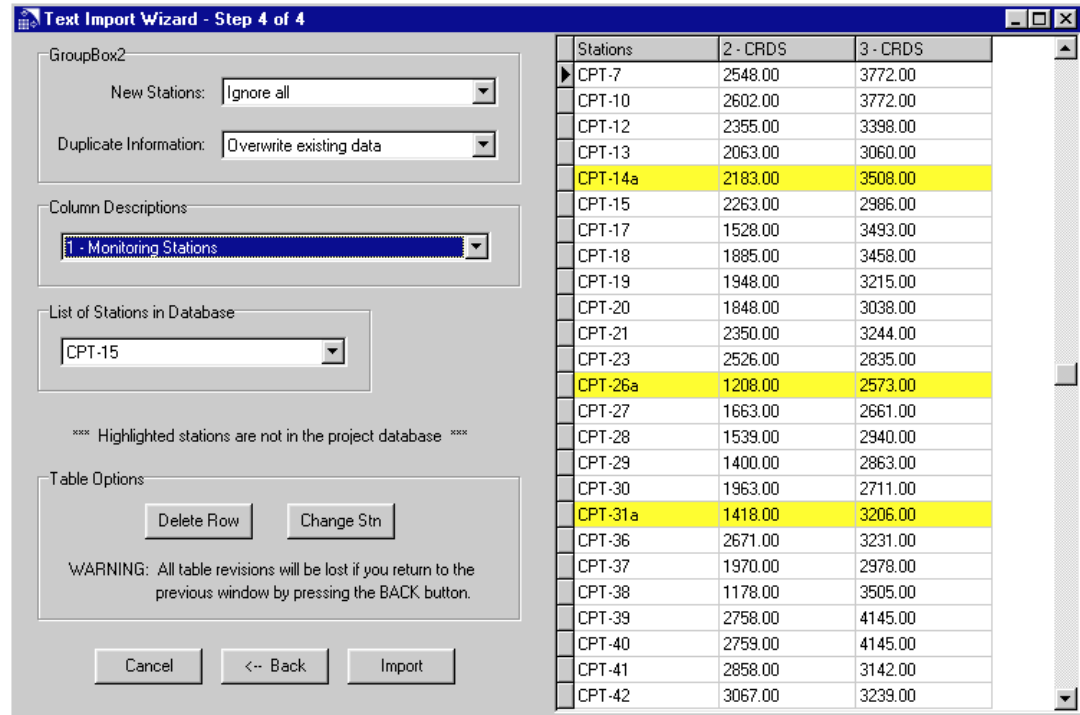 Text Import Wizard - Step 4 of 4
GroupBox2
New Stations: Ignore all
Duplicate Information: Overwrite existing data
Column Descriptions
1 - Monitoring Stations
List of Stations in Database
CPT-15
*** Highlighted stations are not in the project database ***
Table Options
Delete Row Change Stn
WARNING: All table revisions will be lost if you return to the
previous window by pressing the BACK button.
Cancel <-- Back Import
Stations 2 - CRDS 3 - CRDS
CPT-7 2548.00 3772.00
CPT-10 2602.00 3772.00
CPT-12 2355.00 3398.00
CPT-13 2063.00 3060.00
CPT-14a 2183.00 3508.00
CPT-15 2263.00 2986.00
CPT-17 1528.00 3493.00
CPT-18 1885.00 3458.00
CPT-19 1948.00 3215.00
CPT-20 1848.00 3038.00
CPT-21 2350.00 3244.00
CPT-23 2526.00 2835.00
CPT-26a 1208.00 2573.00
CPT-27 1663.00 2661.00
CPT-28 1539.00 2940.00
CPT-29 1400.00 2863.00
CPT-30 1963.00 2711.00
CPT-31a 1418.00 3206.00
CPT-36 2671.00 3231.00
CPT-37 1970.00 2978.00
CPT-38 1178.00 3505.00
CPT-39 2758.00 4145.00
CPT-40 2759.00 4145.00
CPT-41 2858.00 3142.00
CPT-42 3067.00 3239.00